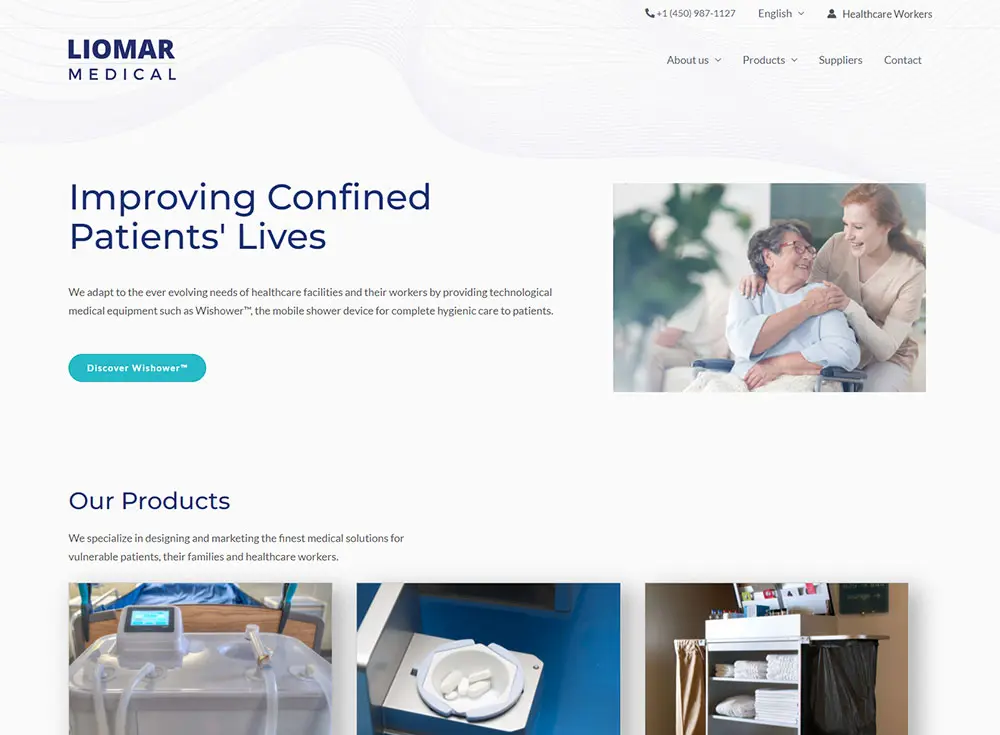 +1 (450) 987-1127 English Healthcare Workers
LIOMAR
MEDICAL
About us Products Suppliers Contact
Improving Confined
Patients' Lives
We adapt to the ever evolving needs of healthcare facilities and their workers by providing technological
medical equipment such as Wishower™, the mobile shower device for complete hygienic care to patients.
Discover Wishower™
Our Products
We specialize in designing and marketing the finest medical solutions for
vulnerable patients, their families and healthcare workers.